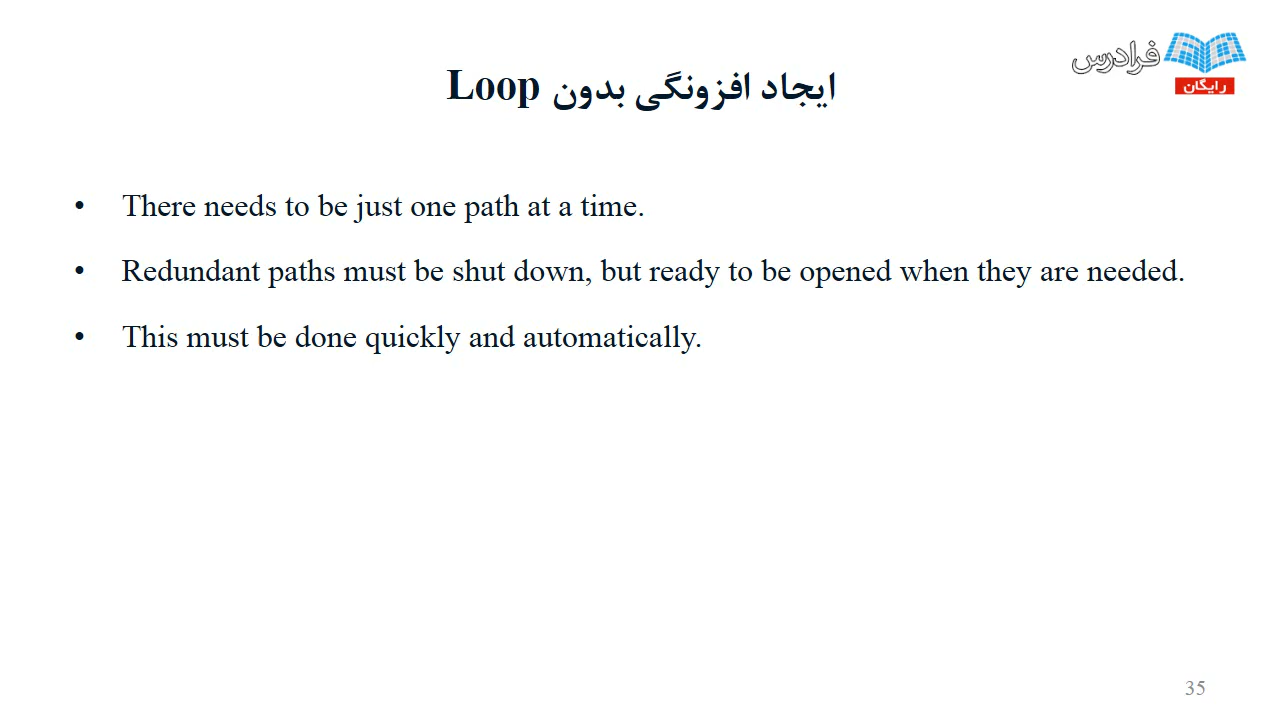 فرادرس
رایگان
ایجاد افزونگی بدون Loop
• There needs to be just one path at a time.
• Redundant paths must be shut down, but ready to be opened when they are needed.
• This must be done quickly and automatically.
35